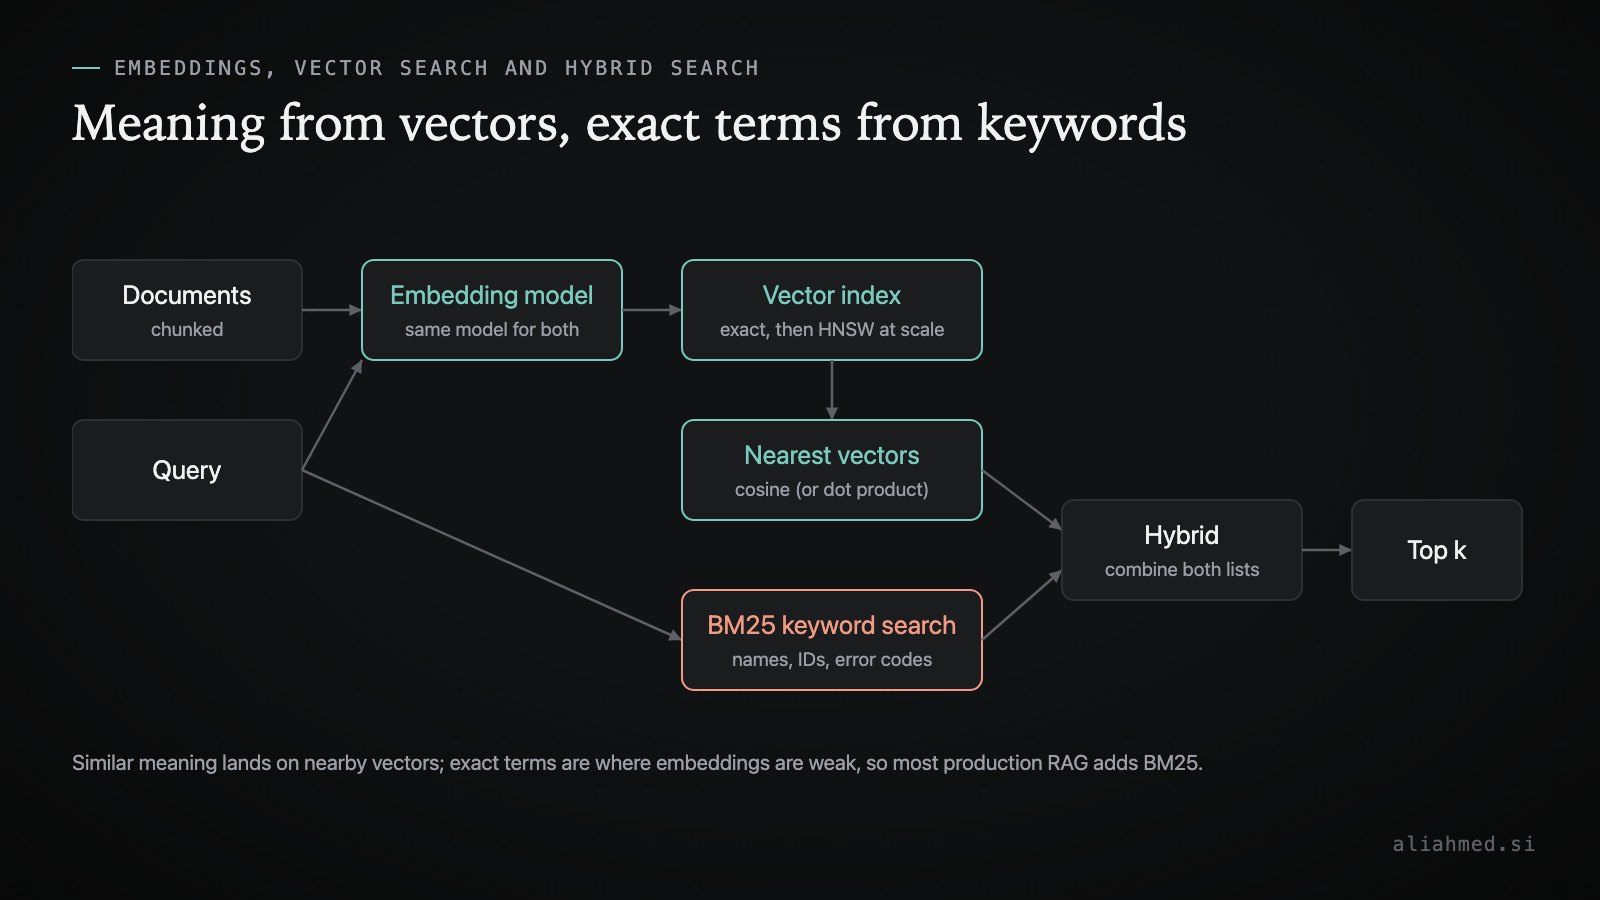 EMBEDDINGS, VECTOR SEARCH AND HYBRID SEARCH
Meaning from vectors, exact terms from keywords
Documents
chunked
Embedding model
same model for both
Vector index
exact, then HNSW at scale
Query
Nearest vectors
cosine (or dot product)
Hybrid
combine both lists
Top k
BM25 keyword search
names, IDs, error codes
Similar meaning lands on nearby vectors; exact terms are where embeddings are weak, so most production RAG adds BM25.
aliahmed.si